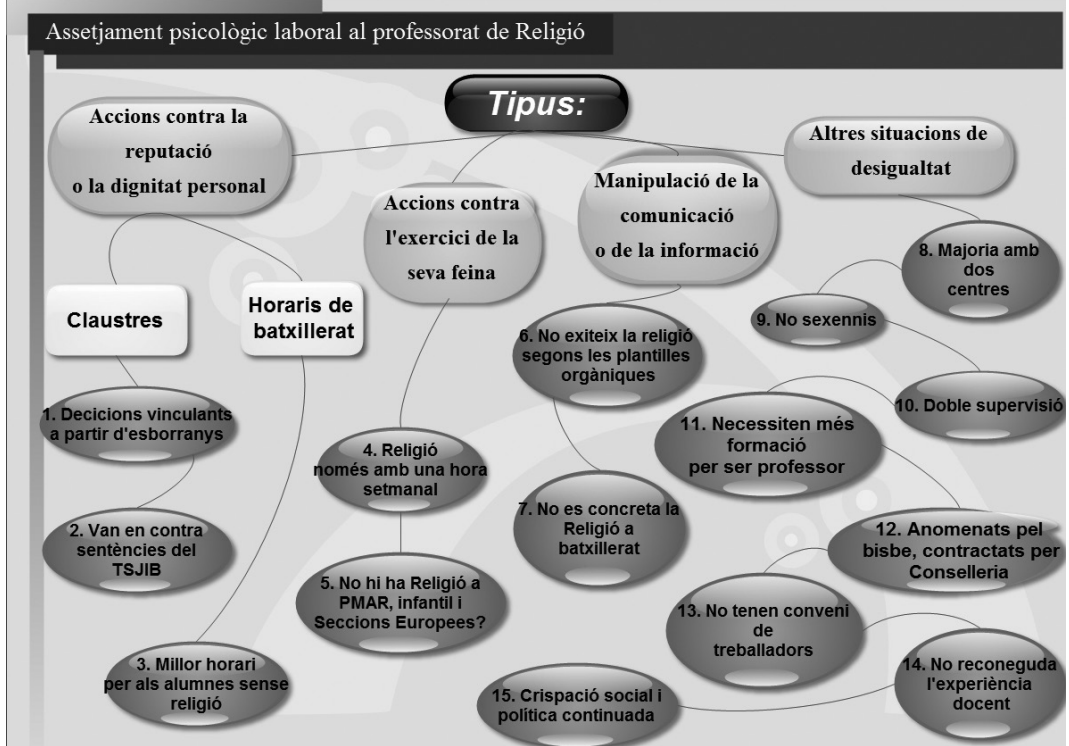 Assetjament psicològic laboral al professorat de Religió
Tipus:
Accions contra la
reputació
o la dignitat personal
Claustres
1. Decicions vinculants
a partir d'esborranys
2. Van en contra
sentències del
TSJIB
Horaris de
batxillerat
3. Millor horari
per als alumnes sense
religió
Accions contra
l'exercici de la
seva feina
4. Religió
només amb una hora
setmanal
5. No hi ha Religió a
PMAR, infantil i
Seccions Europees?
Manipulació de la
comunicació
o de la informació
6. No exiteix la religió
segons les plantilles
orgàniques
7. No es concreta la
Religió a
batxillerat
Altres situacions de
desigualtat
8. Majoria amb
dos
centres
9. No sexennis
10. Doble supervisió
11. Necessiten més
formació
per ser professor
12. Anomenats pel
bisbe, contractats per
Conselleria
13. No tenen conveni
de
treballadors
14. No reconeguda
l'experiència
docent
15. Crispació social i
política continuada